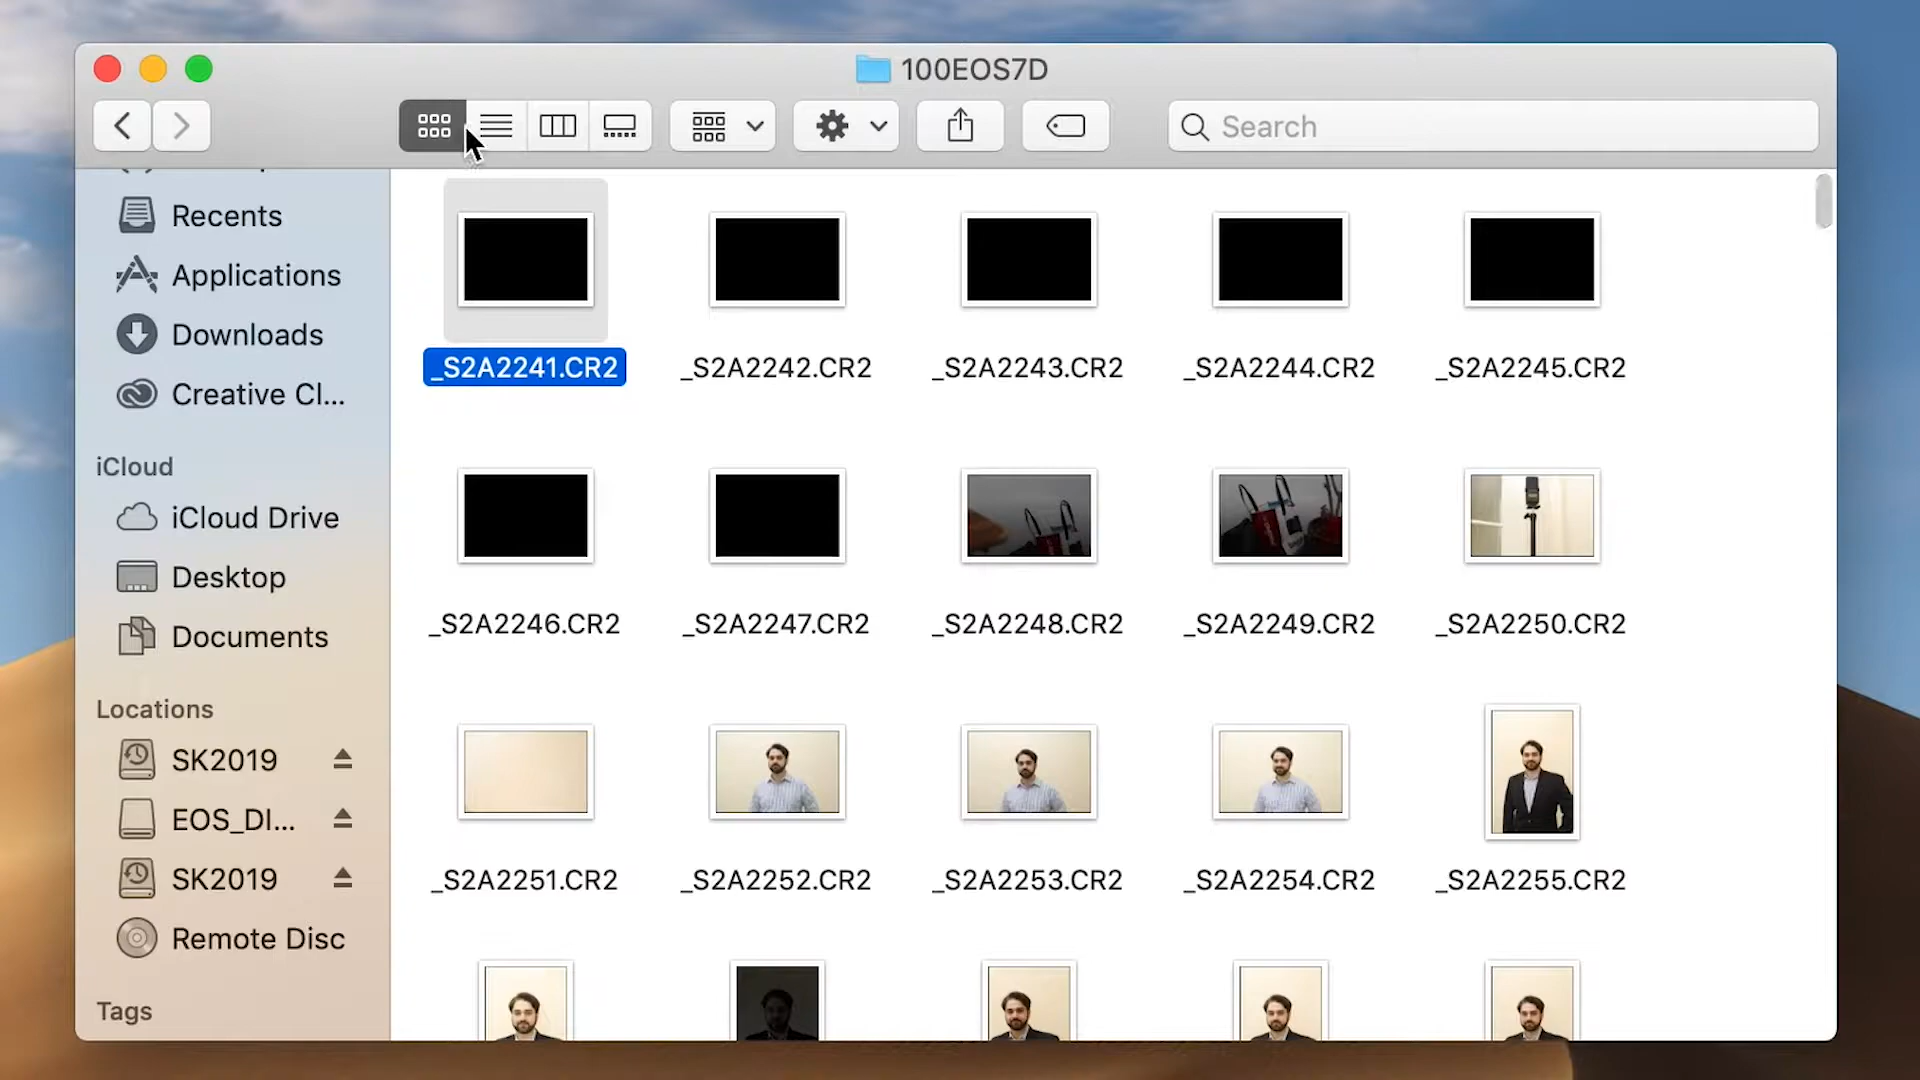 100EOS7D
Search
Recents
Applications
Downloads
Creative Cl...
iCloud
iCloud Drive
Desktop
Documents
Locations
SK2019
EOS_DI...
SK2019
Remote Disc
Tags
_S2A2241.CR2
_S2A2242.CR2
_S2A2243.CR2
_S2A2244.CR2
_S2A2245.CR2
_S2A2246.CR2
_S2A2247.CR2
_S2A2248.CR2
_S2A2249.CR2
_S2A2250.CR2
_S2A2251.CR2
_S2A2252.CR2
_S2A2253.CR2
_S2A2254.CR2
_S2A2255.CR2